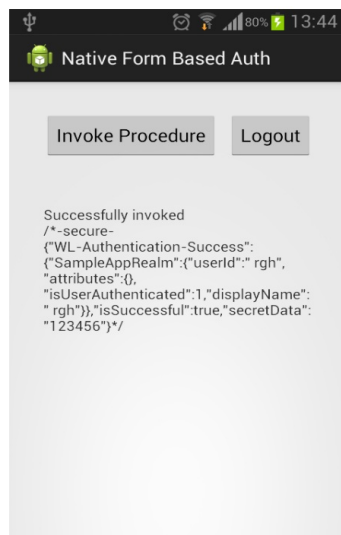 80% 13:44
Native Form Based Auth
Invoke Procedure Logout
Successfully invoked
/*-secure-
{"WL-Authentication-Success":
{"SampleAppRealm":{"userId":" rgh",
"attributes":{},
"isUserAuthenticated":1,"displayName":
" rgh"}},"isSuccessful":true,"secretData":
"123456"}*/